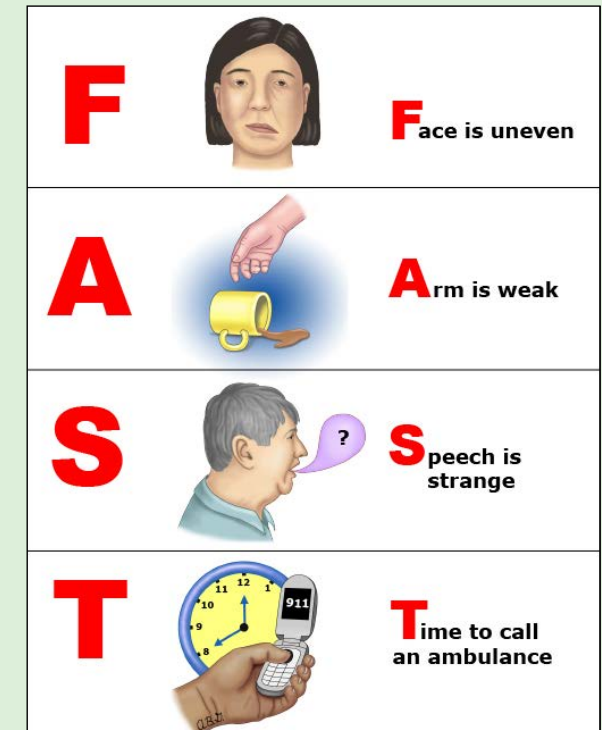 F
Face is uneven
A
Arm is weak
S
?
Speech is
strange
T
11 12 1
10
9
8
911
Time to call
an ambulance
A.B.D.